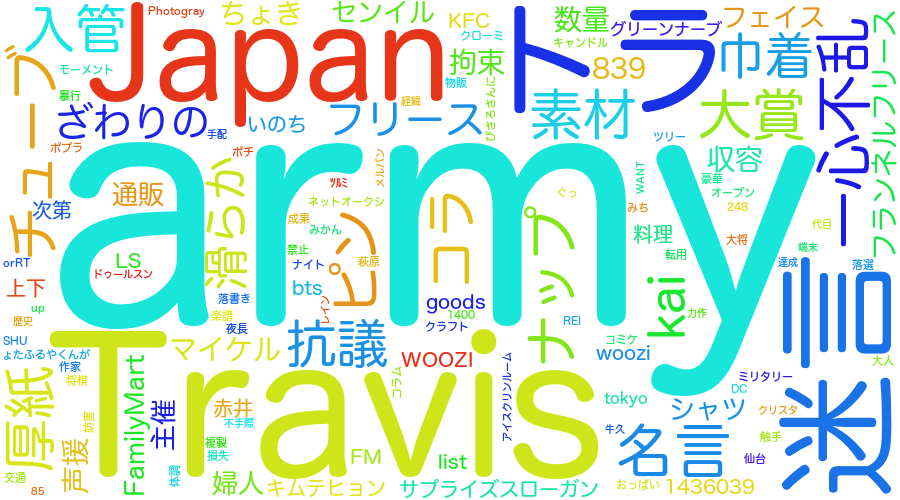 入管
Japan
Photogray
ちょき
センイル
KFC
クローミ
トラ
数量
グリーンナーブ
キャンドル
フェイス
一心不乱
フランネルフリース
チューブ
モーメント
暴行
ポプラ
ざわりの
手配
いのち
フリース
経緯
拘束
物販
ぴさろさんに
839
巾着
素材
大賞
ツリー
army
通販
次第
滑らか
ポチ
ﾂﾙﾐ
メルパン
ネットオークシ
成果
みかん
禁止
ナイト
ピン
萩原
コラ
ナップ
ぐっ
WANT
みち
収容
豪華
オープン
248
代目
料理
転用
大将
端末
達成
落選
orRT
LS
ドゥールスン
上下
up
歴史
落書き
楽譜
夜長
bts
レイン
goods
1400
クラフト
REI
kai
力作
迷言
SHU
ょたふるやくんが
作家
将棋
マイケル
抗議
WOOZI
コミケ
woozi
ミリタリー
大人
DC
厚紙
Travis
FamilyMart
主催
赤井
不手際
コラム
アイスクリンルーム
tokyo
シャツ
クリスタ
触手
妨害
声援
複製
損失
体調
FM
list
牛久
名言
仙台
交通
85
婦人
キムテヒョン
サプライズスローガン
おっぱい
1436039